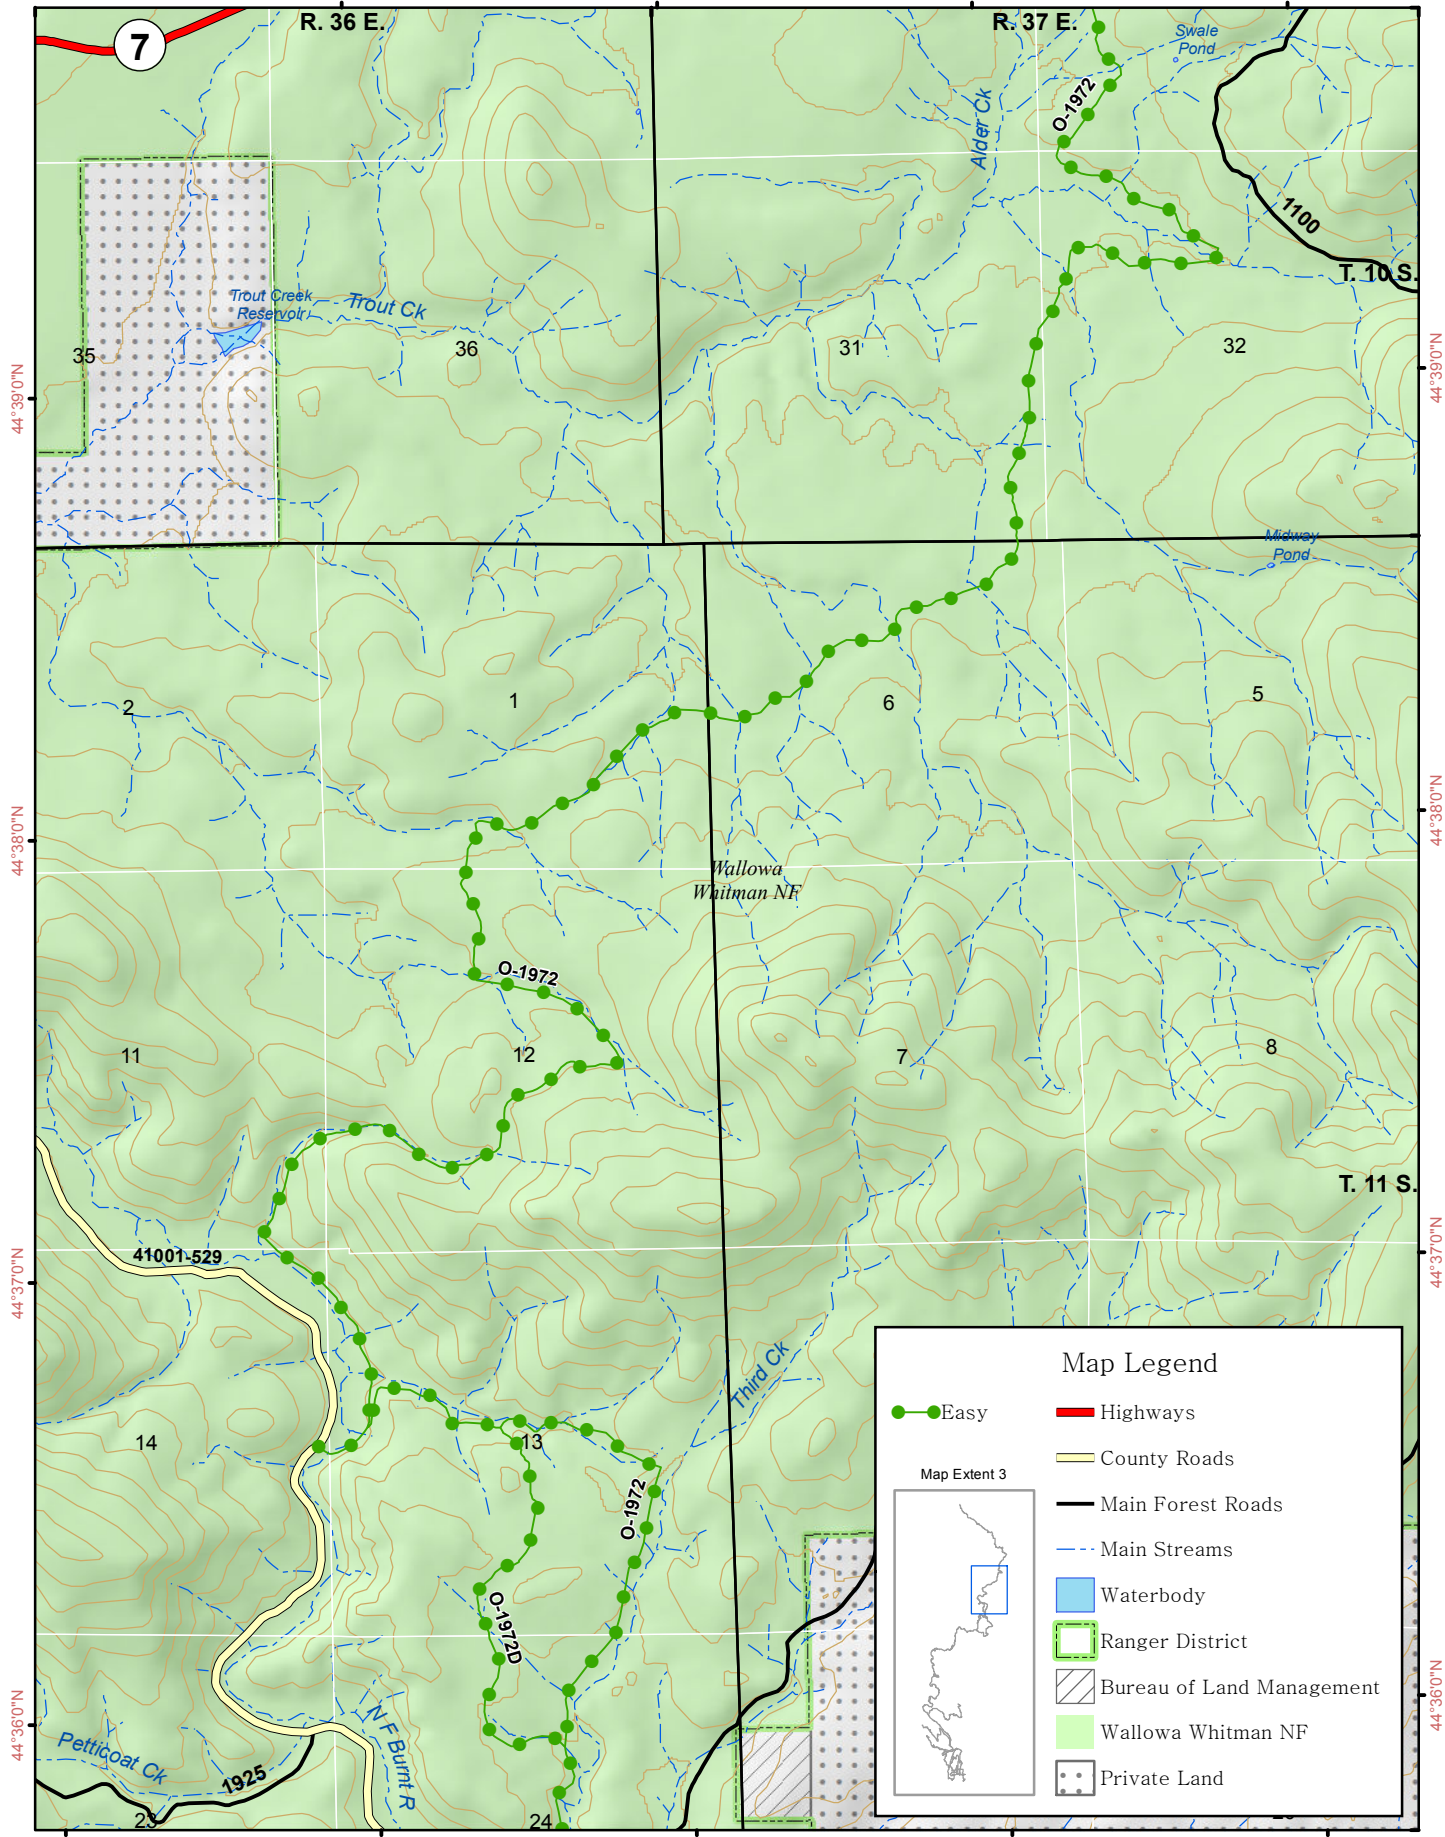 R. 36 E.
R. 37 E.
7
Swale
Pond
O-1972
Alder Ck
1100
T. 10 S.
Trout Creek
Reservoir
Trout Ck
35
36
31
32
44°39'0"N
44°39'0"N
Midway
Pond
2
1
6
5
44°38'0"N
44°38'0"N
Wallowa
Whitman NF
O-1972
11
12
7
8
T. 11 S.
41001-529
44°37'0"N
44°37'0"N
Third Ck
14
13
O-1972
O-1972D
N F Burnt R
Petticoat Ck
1925
44°36'0"N
44°36'0"N
23
24
Map Legend
Easy
Highways
County Roads
Map Extent 3
Main Forest Roads
Main Streams
Waterbody
Ranger District
Bureau of Land Management
Wallowa Whitman NF
Private Land